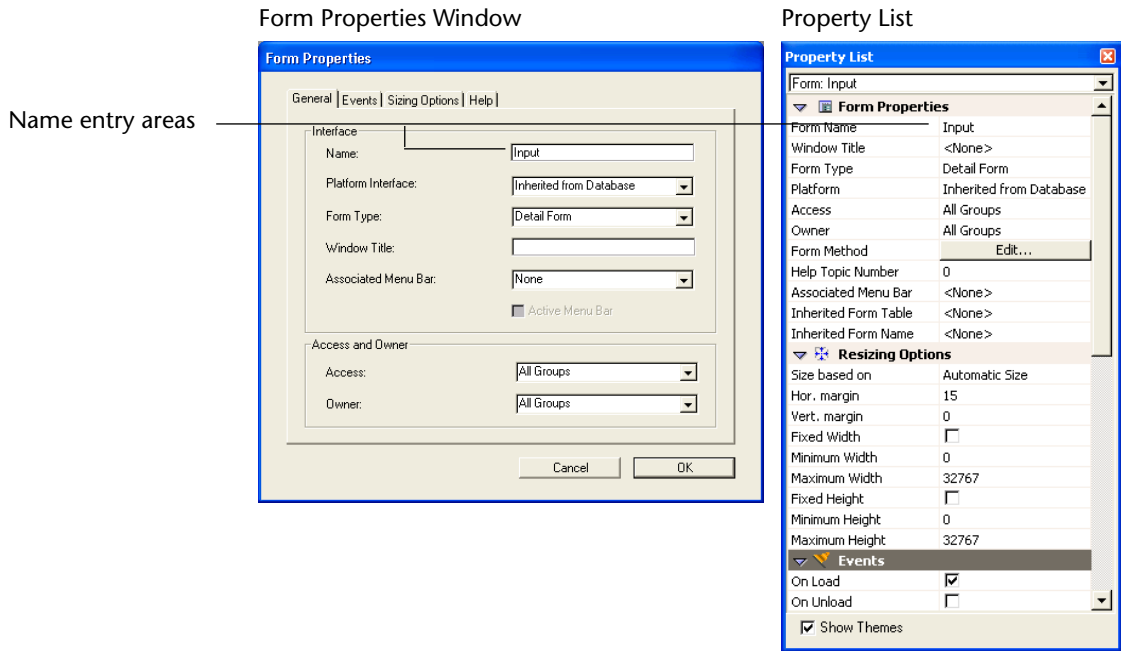 Form Properties Window
Property List
Name entry areas
Form Properties
General Events Sizing Options Help
Interface
Name: Input
Platform Interface: Inherited from Database
Form Type: Detail Form
Window Title:
Associated Menu Bar: None
Active Menu Bar
Access and Owner
Access: All Groups
Owner: All Groups
Cancel OK
Property List
Form: Input
Form Properties
Form Name Input
Window Title <None>
Form Type Detail Form
Platform Inherited from Database
Access All Groups
Owner All Groups
Form Method Edit...
Help Topic Number 0
Associated Menu Bar <None>
Inherited Form Table <None>
Inherited Form Name <None>
Resizing Options
Size based on Automatic Size
Hor. margin 15
Vert. margin 0
Fixed Width
Minimum Width 0
Maximum Width 32767
Fixed Height
Minimum Height 0
Maximum Height 32767
Events
On Load
On Unload
Show Themes